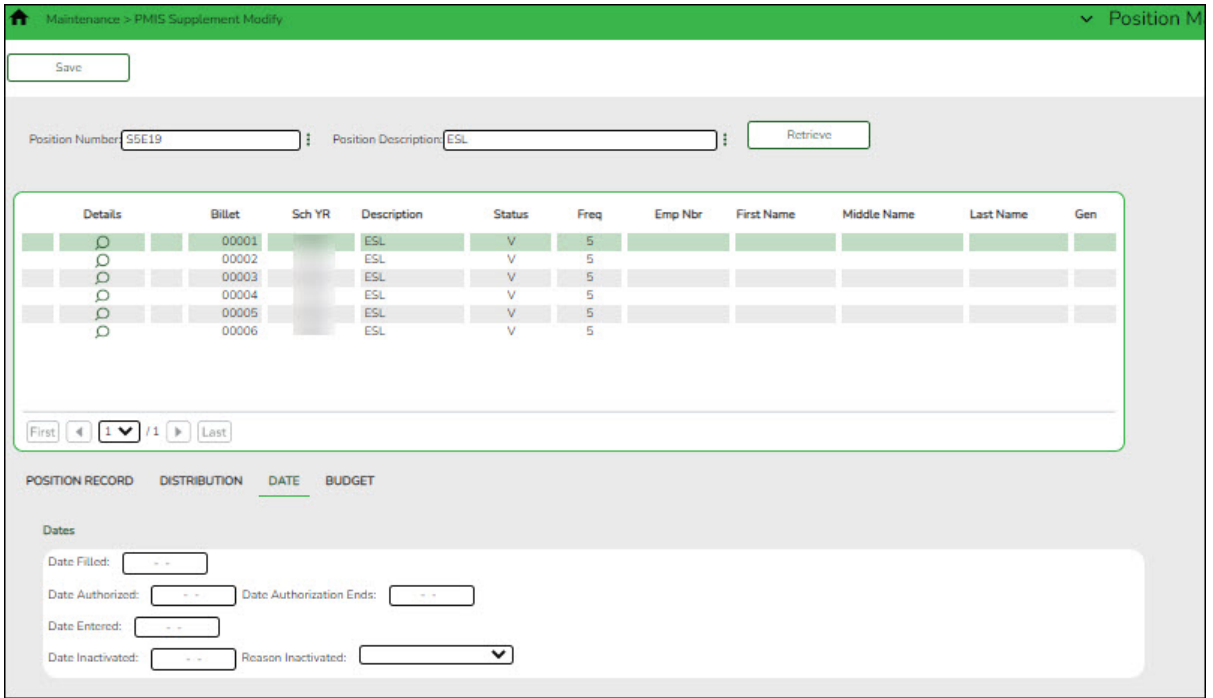 Maintenance > PMIS Supplement Modify Position M
Save
Position Number: S5E19 Position Description: ESL Retrieve
Details Billet Sch YR Description Status Freq Emp Nbr First Name Middle Name Last Name Gen
00001 ESL V 5
00002 ESL V 5
00003 ESL V 5
00004 ESL V 5
00005 ESL V 5
00006 ESL V 5
First 1 / 1 Last
POSITION RECORD DISTRIBUTION DATE BUDGET
Dates
Date Filled: - -
Date Authorized: - - Date Authorization Ends: - -
Date Entered: - -
Date Inactivated: - - Reason Inactivated: